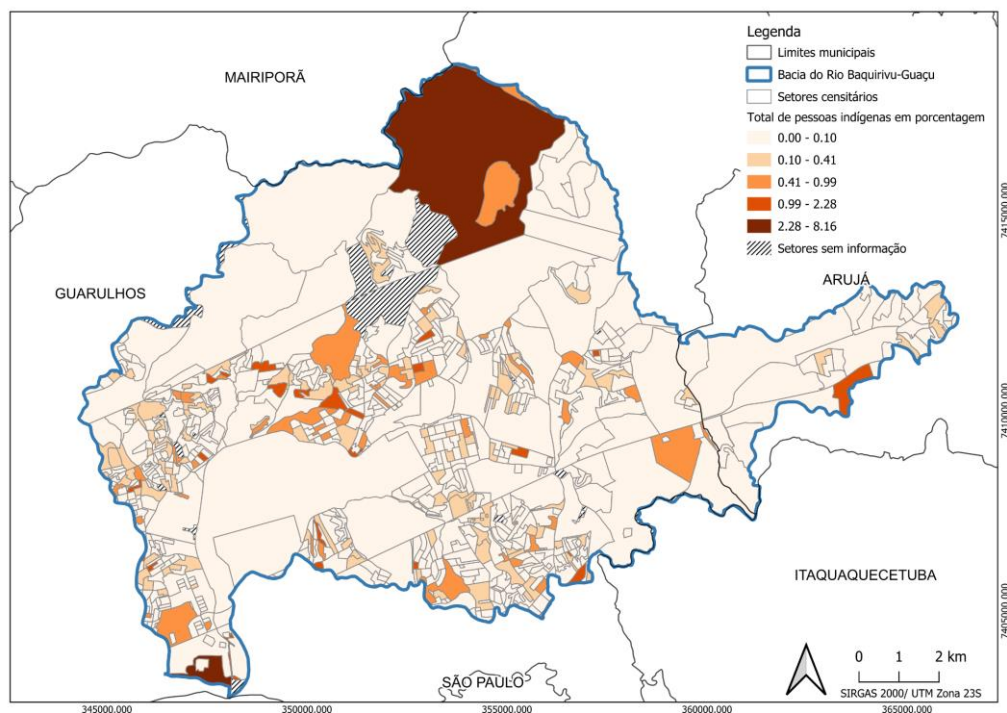 Legenda
Limites municipais
Bacia do Rio Baquirivu-Guaçu
Setores censitários
Total de pessoas indígenas em porcentagem
0.00 - 0.10
0.10 - 0.41
0.41 - 0.99
0.99 - 2.28
2.28 - 8.16
Setores sem informação
MAIRIPORÃ
GUARULHOS
ARUJÁ
ITAQUAQUECETUBA
SÃO PAULO
7415000.000
7410000.000
7405000.000
0 1 2 km
SIRGAS 2000/ UTM Zona 23S
345000.000 350000.000 355000.000 360000.000 365000.000